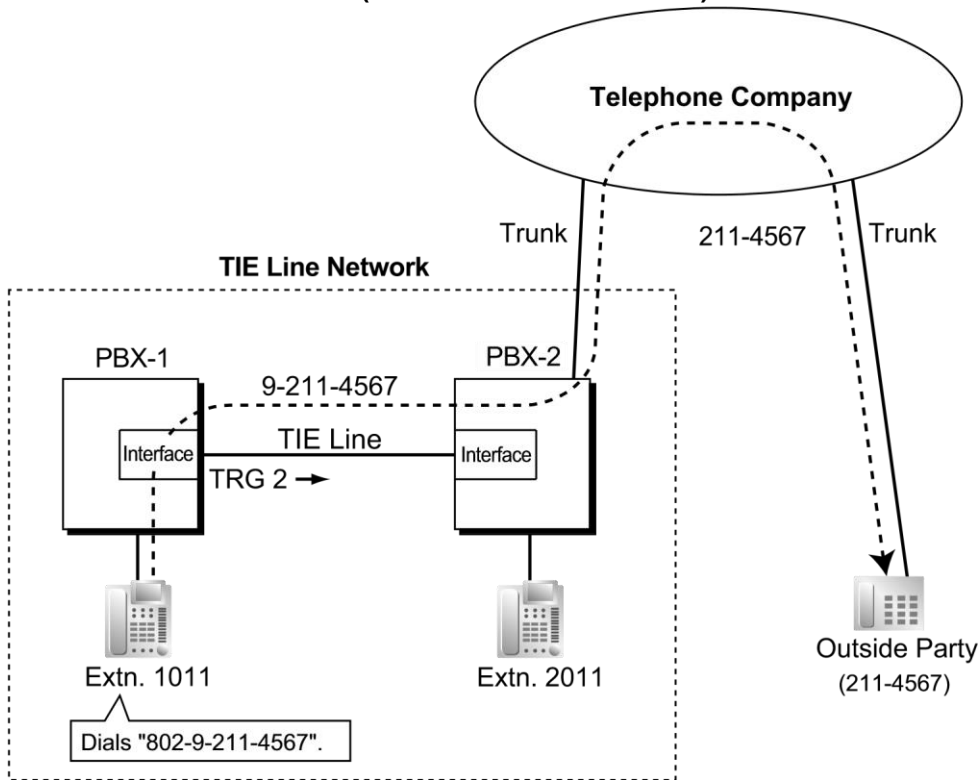 Telephone Company
Trunk
211-4567
Trunk
TIE Line Network
PBX-1
PBX-2
9-211-4567
Interface
TIE Line
Interface
TRG 2 →
Extn. 1011
Extn. 2011
Outside Party
(211-4567)
Dials "802-9-211-4567".